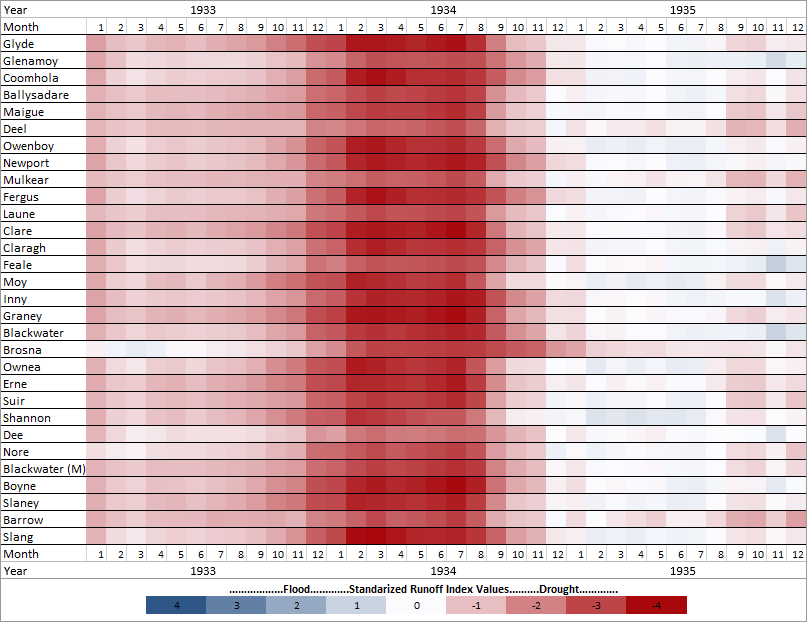 Year 1933 1934 1935
Month 1 2 3 4 5 6 7 8 9 10 11 12 1 2 3 4 5 6 7 8 9 10 11 12 1 2 3 4 5 6 7 8 9 10 11 12
Glyde
Glenamoy
Coomhola
Ballysadare
Maigue
Deel
Owenboy
Newport
Mulkear
Fergus
Laune
Clare
Claragh
Feale
Moy
Inny
Graney
Blackwater
Brosna
Ownea
Erne
Suir
Shannon
Dee
Nore
Blackwater (M)
Boyne
Slaney
Barrow
Slang
Month 1 2 3 4 5 6 7 8 9 10 11 12 1 2 3 4 5 6 7 8 9 10 11 12 1 2 3 4 5 6 7 8 9 10 11 12
Year 1933 1934 1935
..................Flood.............Standarized Runoff Index Values..........Drought.............
4 3 2 1 0 -1 -2 -3 -4